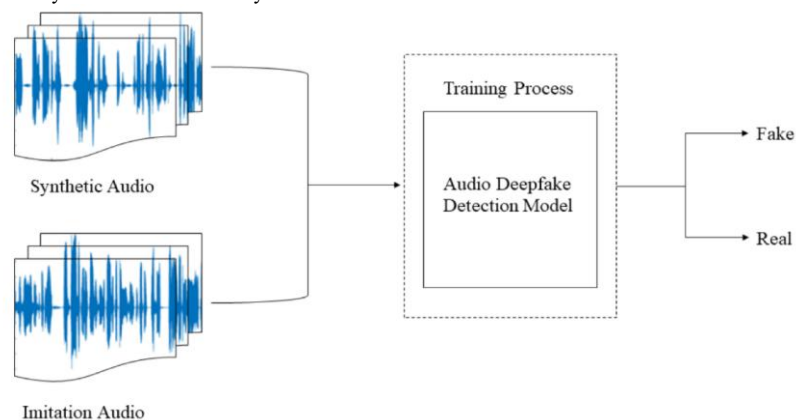 Synthetic Audio
Imitation Audio
Training Process
Audio Deepfake
Detection Model
Fake
Real